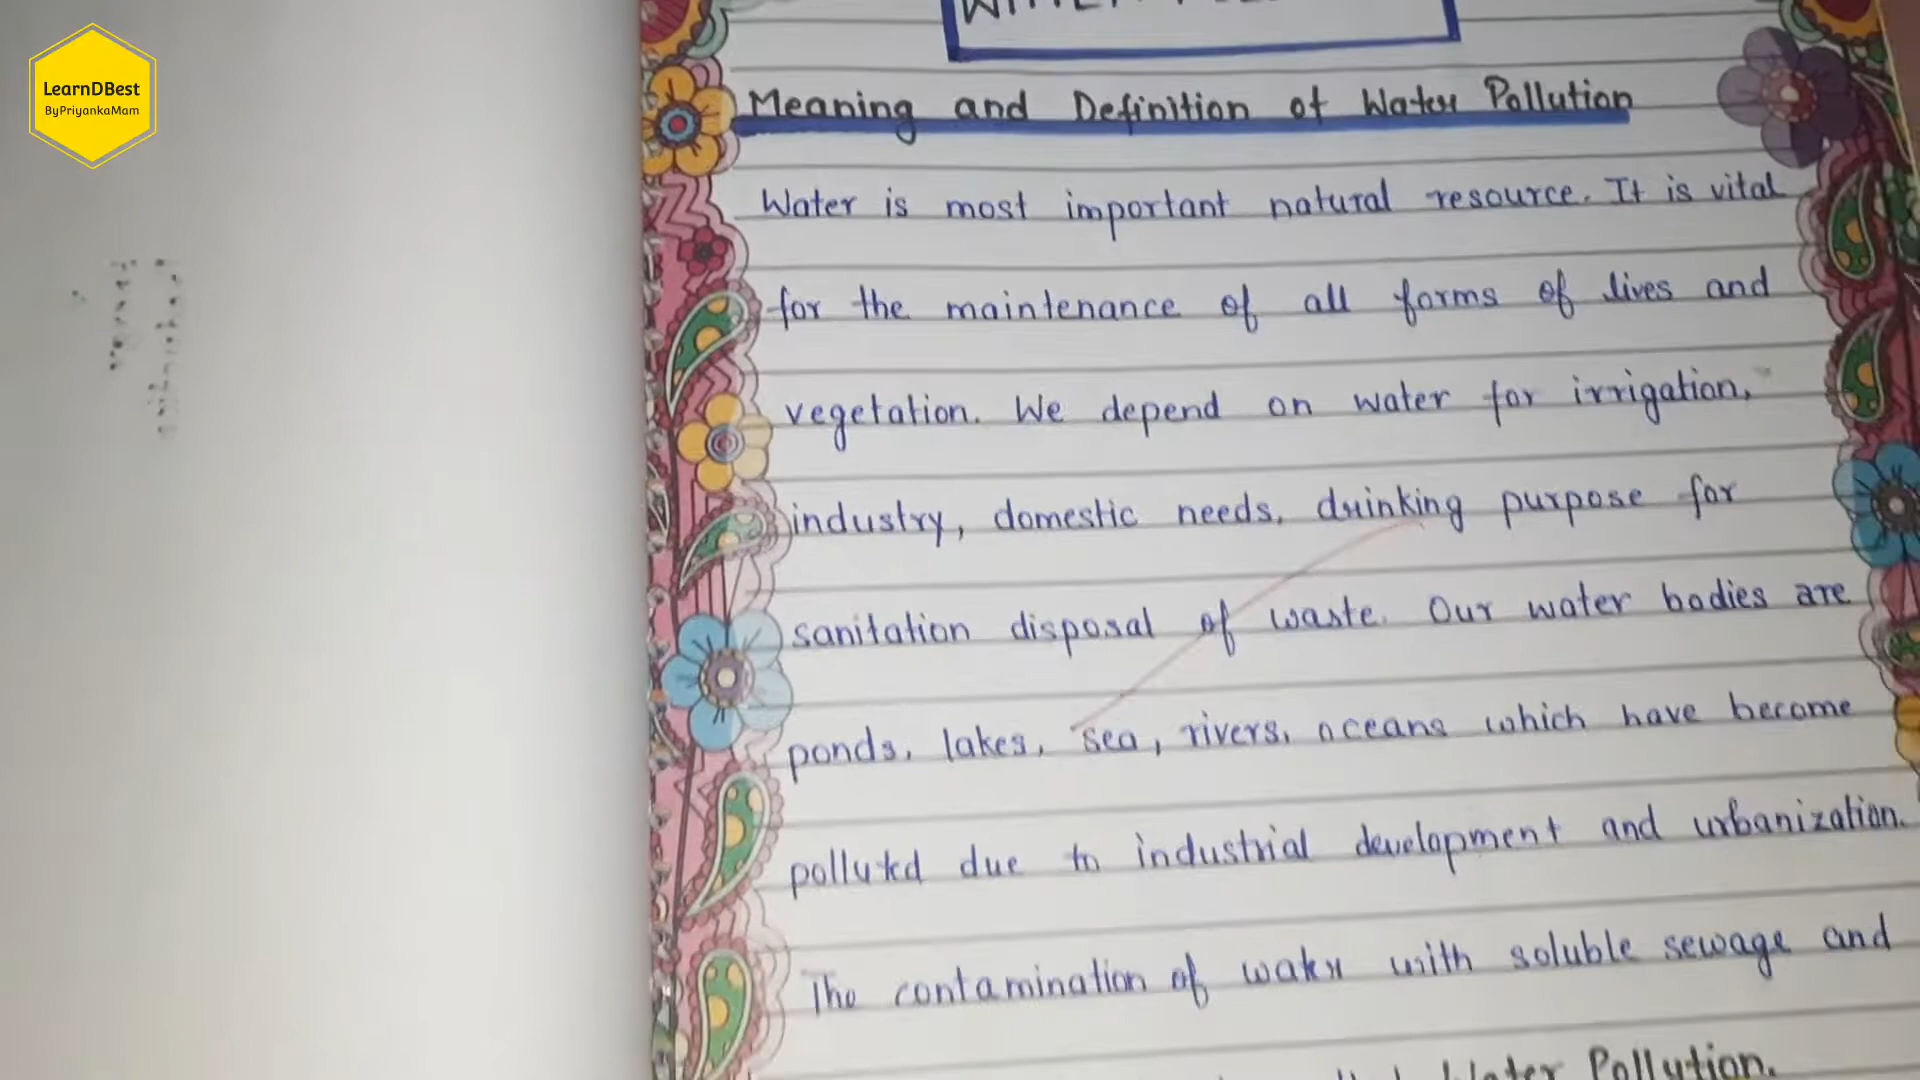 LearnDBest
ByPriyankaMam
Meaning and Definition of Water Pollution
Water is most important natural resource. It is vital
for the maintenance of all forms of lives and
vegetation. We depend on water for irrigation,
industry, domestic needs, drinking purpose for
sanitation disposal of waste. Our water bodies are
ponds, lakes, sea, rivers, oceans which have become
polluted due to industrial development and urbanization.
The contamination of water with soluble sewage and
Water Pollution.